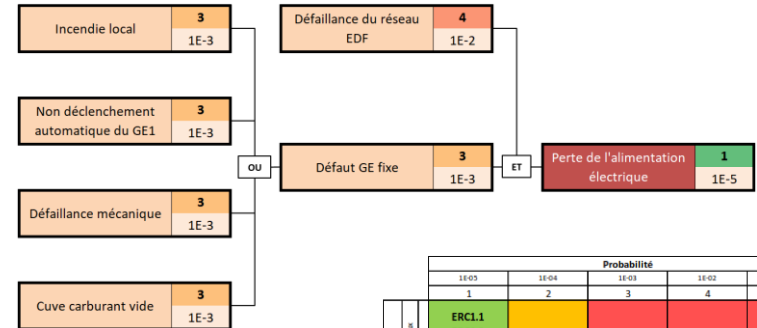 Incendie local
3
1E-3
Défaillance du réseau
EDF
4
1E-2
Non déclenchement
automatique du GE1
3
1E-3
OU
Défaut GE fixe
3
1E-3
ET
Perte de l'alimentation
électrique
1
1E-5
Défaillance mécanique
3
1E-3
Cuve carburant vide
3
1E-3
Probabilité
1E-05 1E-04 1E-03 1E-02
1 2 3 4
ERC1.1